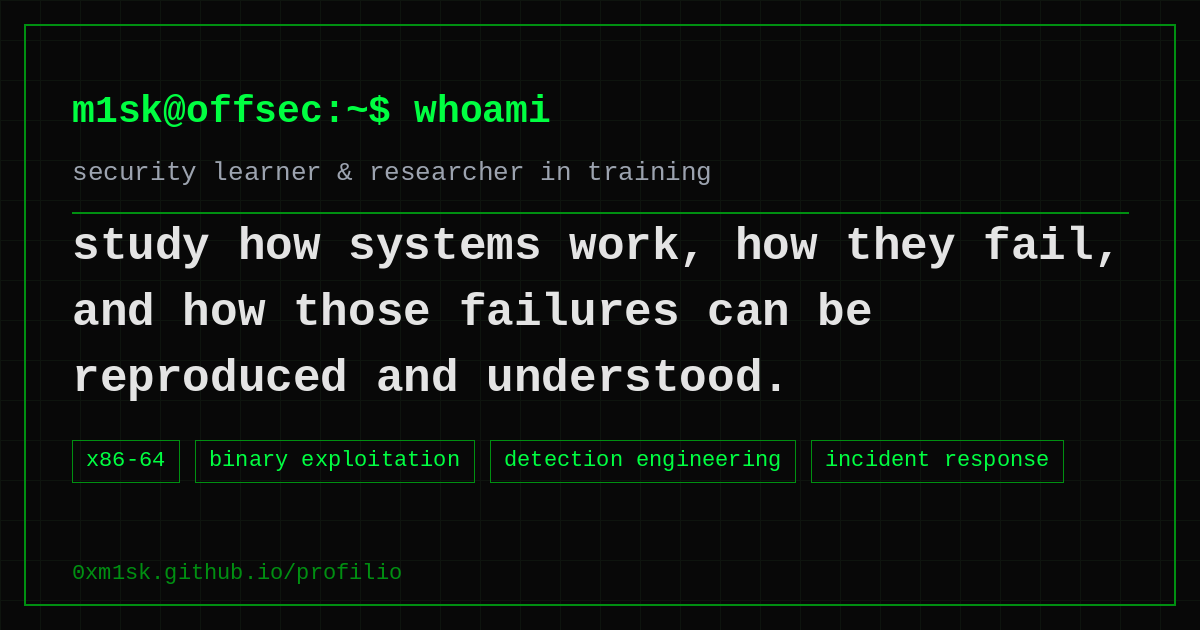 m1sk@offsec:~$ whoami
security learner & researcher in training
study how systems work, how they fail,
and how those failures can be
reproduced and understood.
x86-64 binary exploitation detection engineering incident response
0xm1sk.github.io/profilio